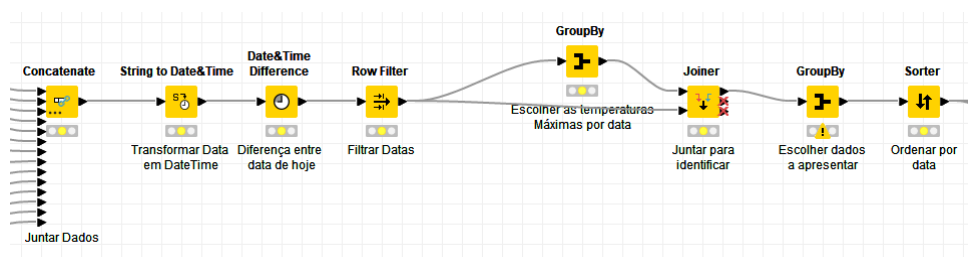 GroupBy
Concatenate
String to Date&Time
Date&Time
Difference
Row Filter
Joiner
GroupBy
Sorter
S
...
Escolher as temperaturas
Máximas por data
Transformar Data
em DateTime
Diferença entre
data de hoje
Filtrar Datas
Juntar para
identificar
Escolher dados
a apresentar
Ordenar por
data
Juntar Dados